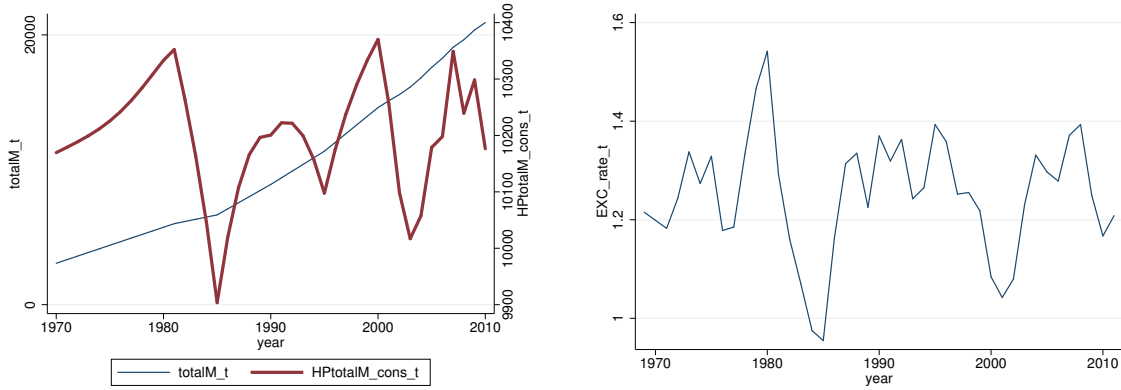 20000
0
totalM_t
10400
10300
10200
10100
10000
9900
HPtotalM_cons_t
1970 1980 1990 2000 2010
year
totalM_t HPtotalM_cons_t
1.6
1.4
1.2
1
EXC_rate_t
1970 1980 1990 2000 2010
year